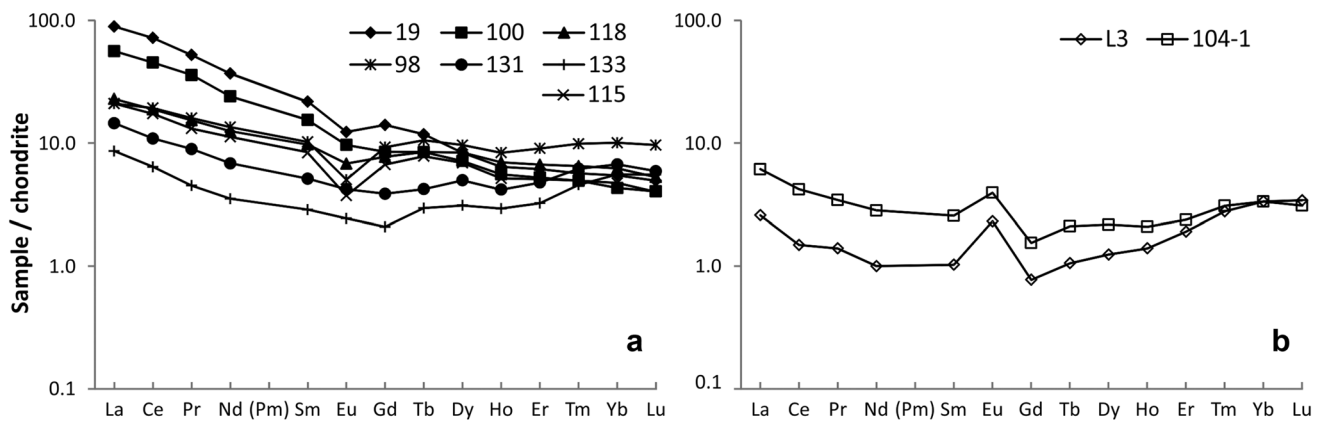 100.0
10.0
1.0
0.1
Sample / chondrite
19 100 118
98 131 133
115
a
La Ce Pr Nd (Pm) Sm Eu Gd Tb Dy Ho Er Tm Yb Lu
100.0
10.0
1.0
0.1
L3 104-1
b
La Ce Pr Nd (Pm) Sm Eu Gd Tb Dy Ho Er Tm Yb Lu